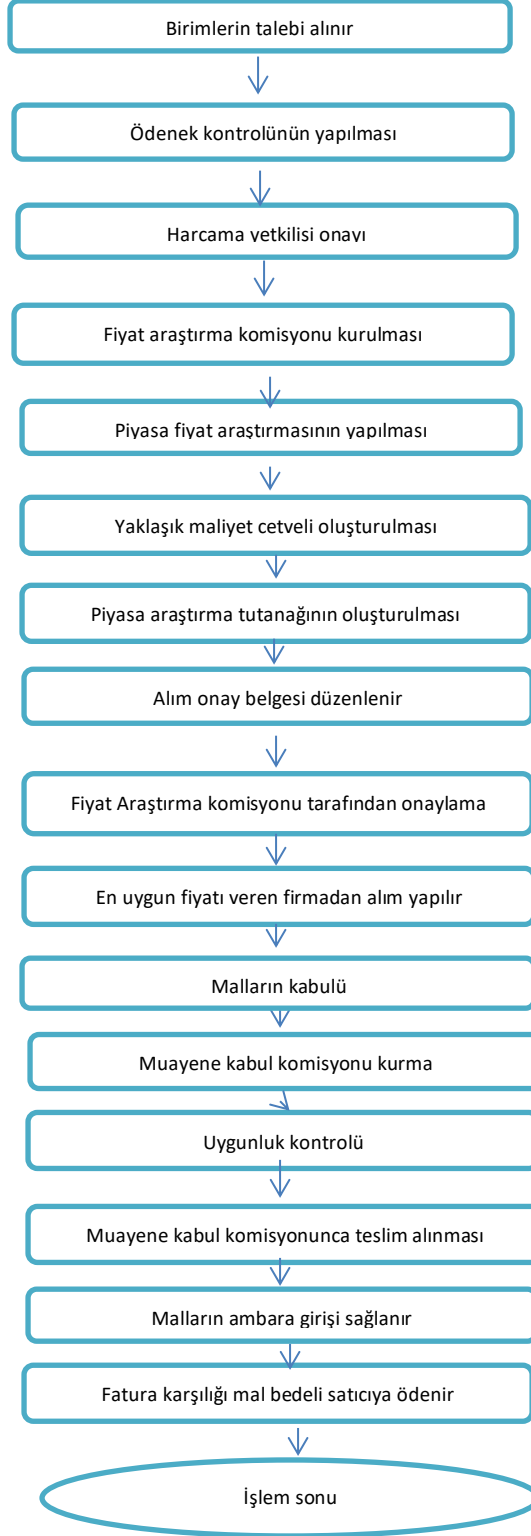 Birimlerin talebi alınır
Ödenek kontrolünün yapılması
Harcama yetkilisi onayı
Fiyat araştırma komisyonu kurulması
Piyasa fiyat araştırmasının yapılması
Yaklaşık maliyet cetveli oluşturulması
Piyasa araştırma tutanağının oluşturulması
Alım onay belgesi düzenlenir
Fiyat Araştırma komisyonu tarafından onaylama
En uygun fiyatı veren firmadan alım yapılır
Malların kabulü
Muayene kabul komisyonu kurma
Uygunluk kontrolü
Muayene kabul komisyonunca teslim alınması
Malların ambara girişi sağlanır
Fatura karşılığı mal bedeli satıcıya ödenir
İşlem sonu